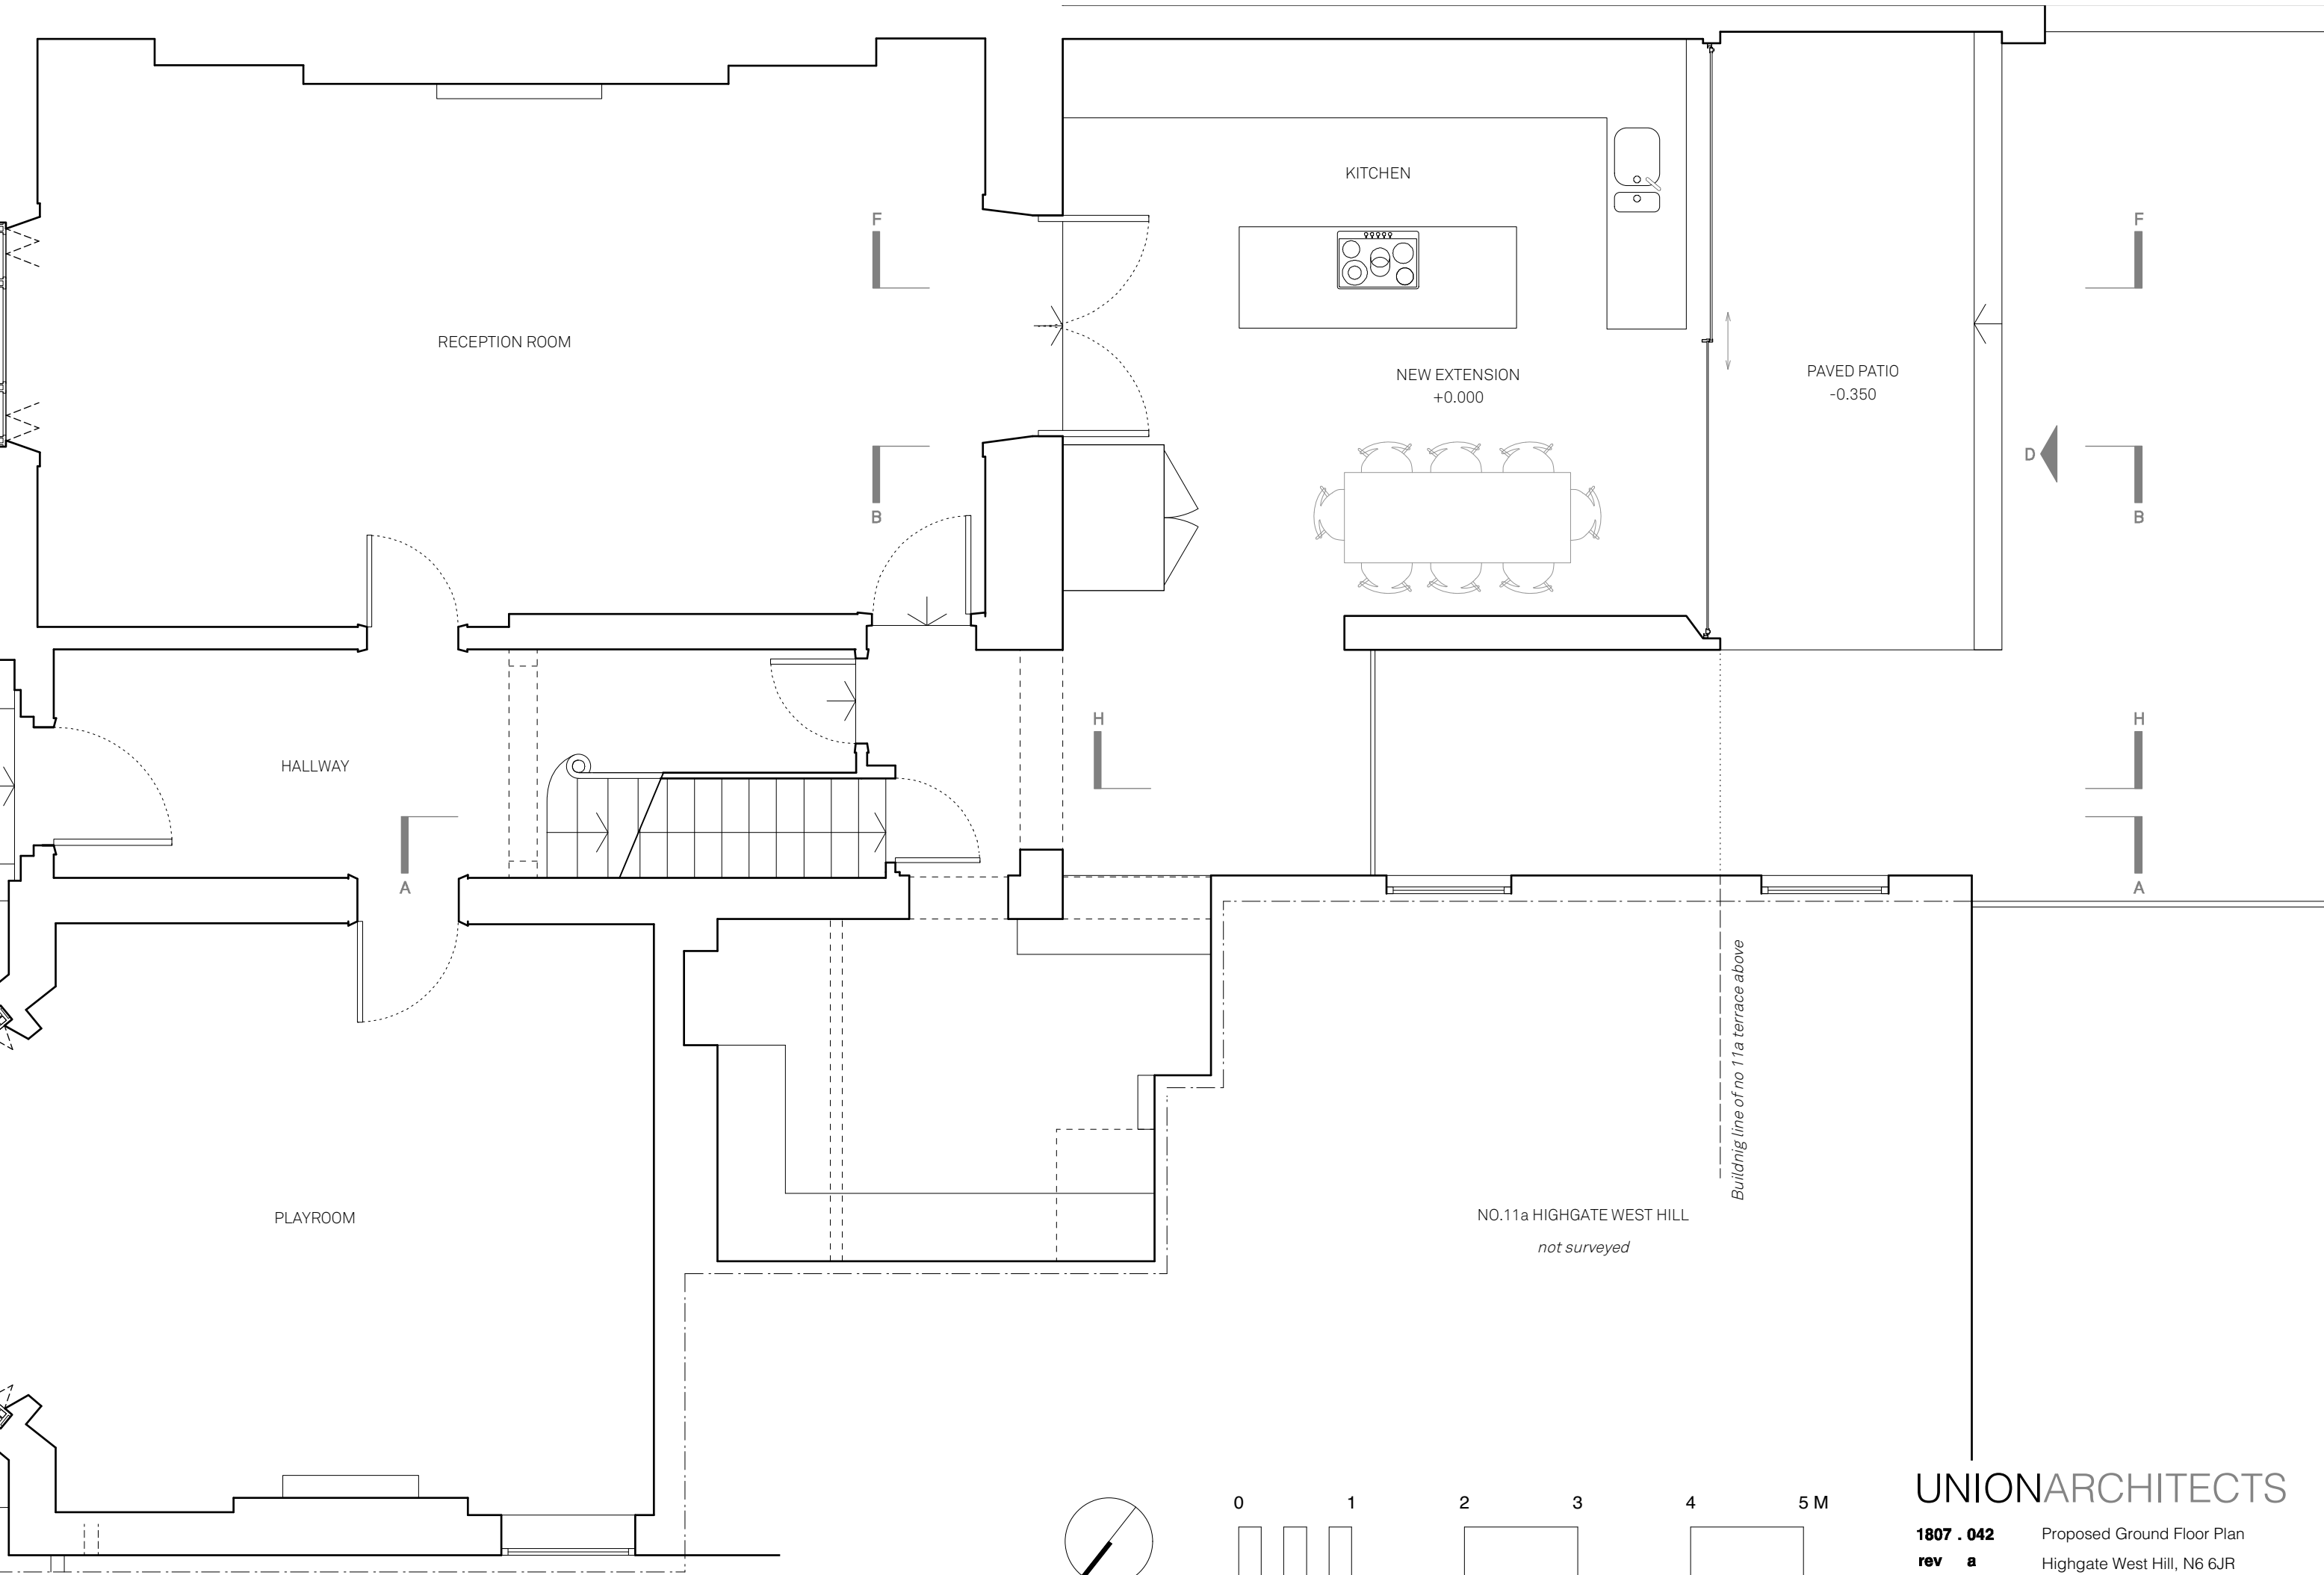 KITCHEN
F
F
RECEPTION ROOM
NEW EXTENSION
+0.000
PAVED PATIO
-0.350
D
B
B
H
H
HALLWAY
A
A
Buildnig line of no 11a terrace above
PLAYROOM
NO.11a HIGHGATE WEST HILL
not surveyed
0 1 2 3 4 5 M
UNIONARCHITECTS
1807 . 042 Proposed Ground Floor Plan
rev a Highgate West Hill, N6 6JR